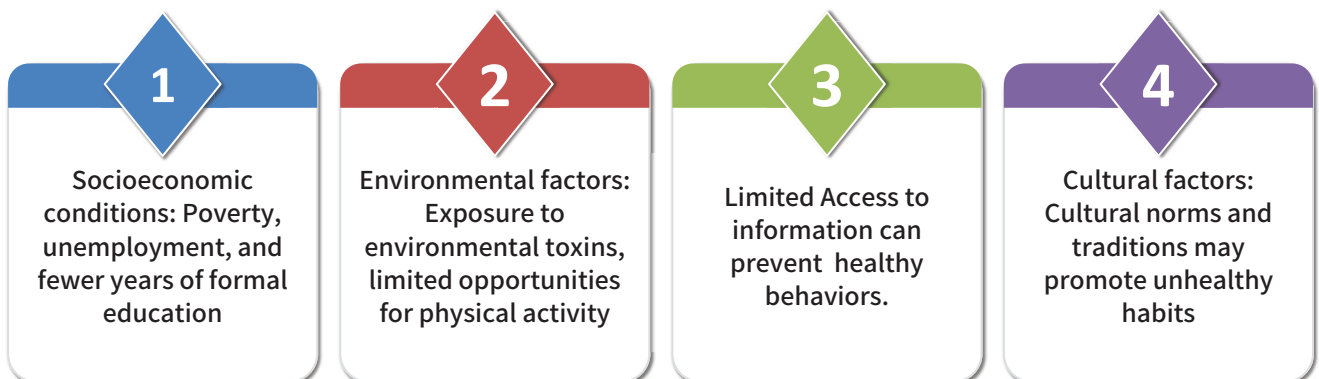 1
Socioeconomic
conditions: Poverty,
unemployment, and
fewer years of formal
education
2
Environmental factors:
Exposure to
environmental toxins,
limited opportunities
for physical activity
3
Limited Access to
information can
prevent  healthy
behaviors.
4
Cultural factors:
Cultural norms and
traditions may
promote unhealthy
habits